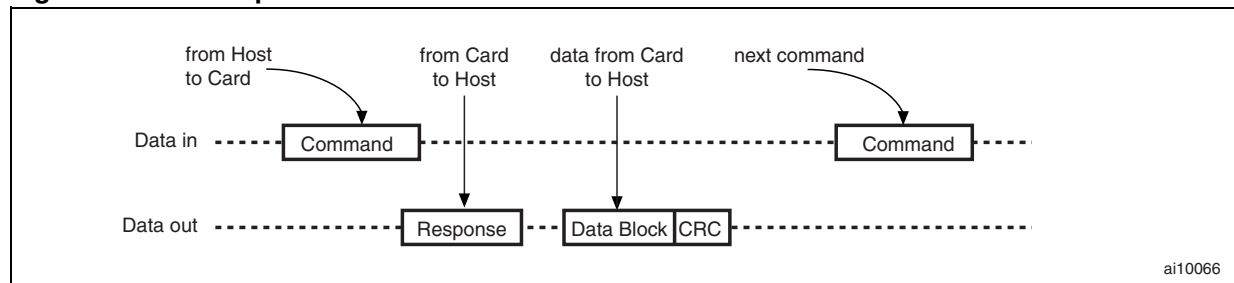 from Host
to Card
from Card
to Host
data from Card
to Host
next command
Data in
Command
Command
Data out
Response
Data Block
CRC
ai10066